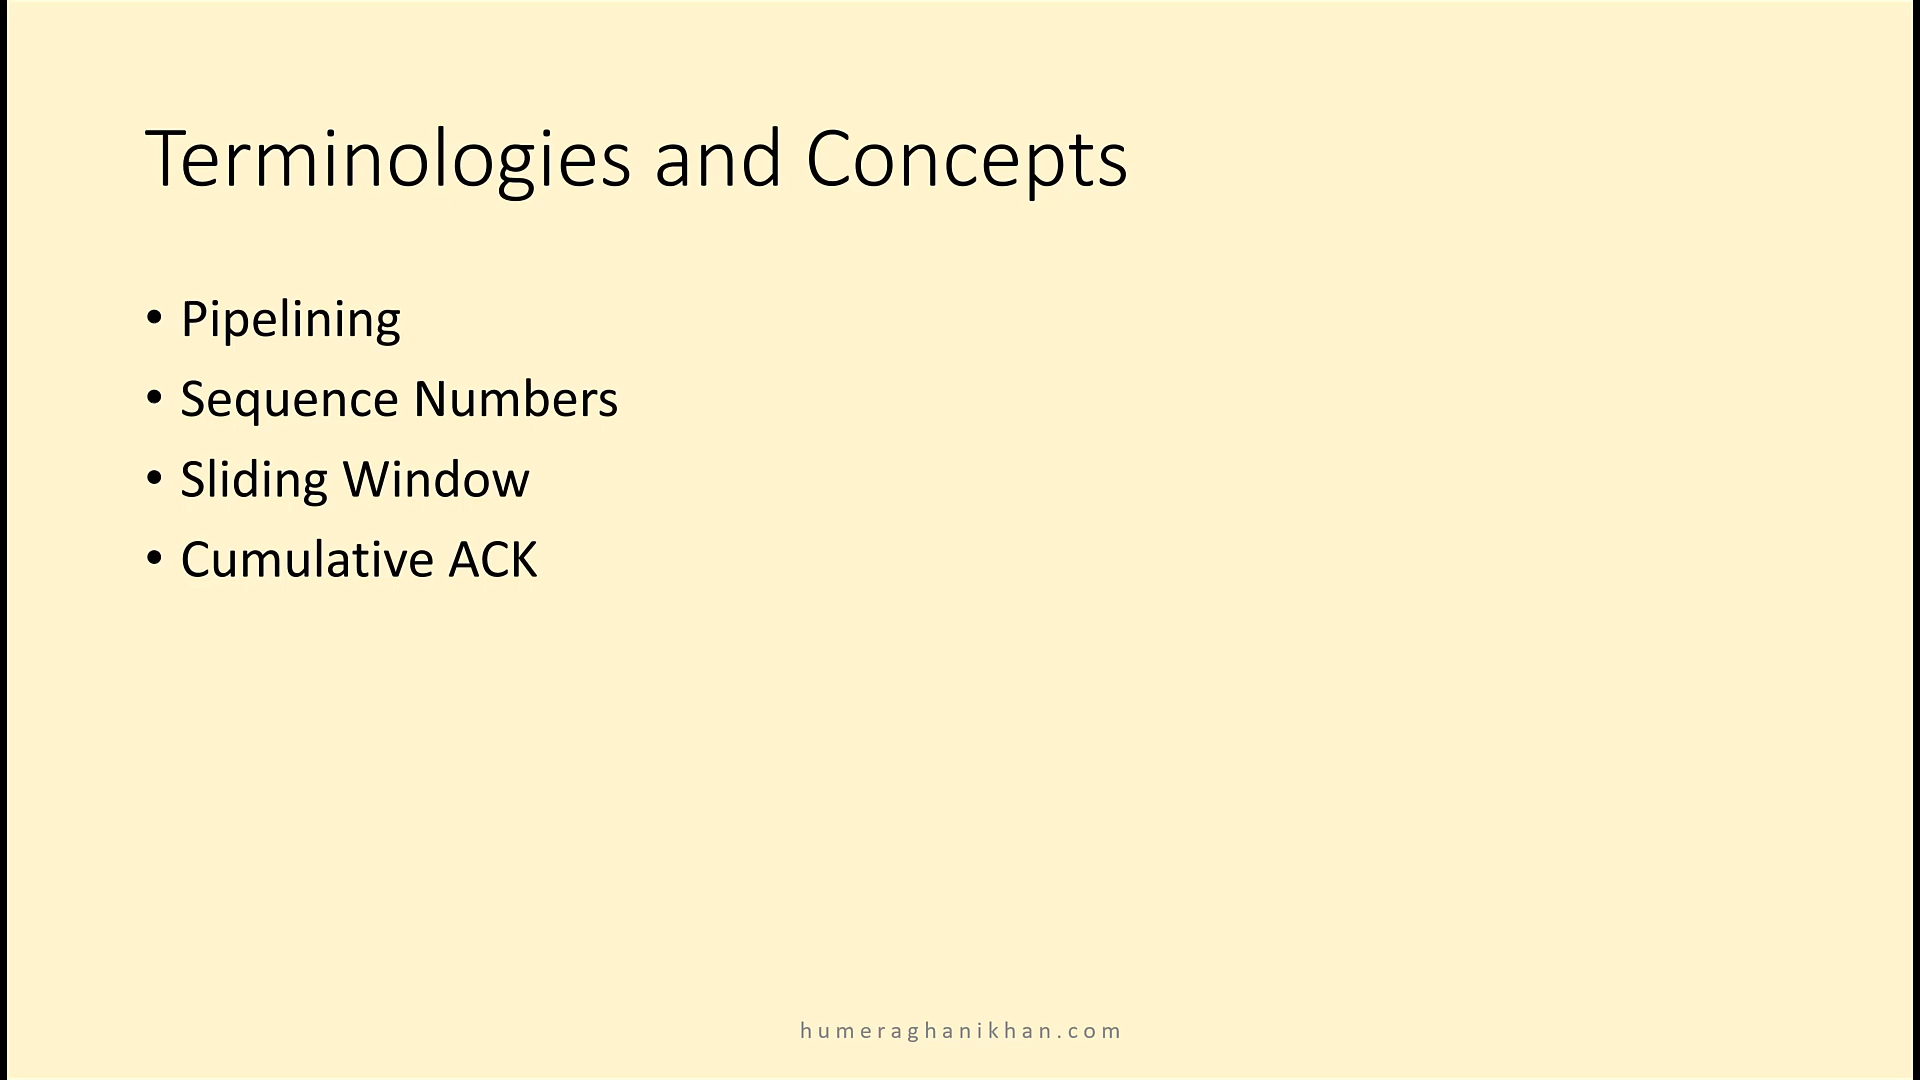 Terminologies and Concepts
• Pipelining
• Sequence Numbers
• Sliding Window
• Cumulative ACK
humeraghanikhan.com